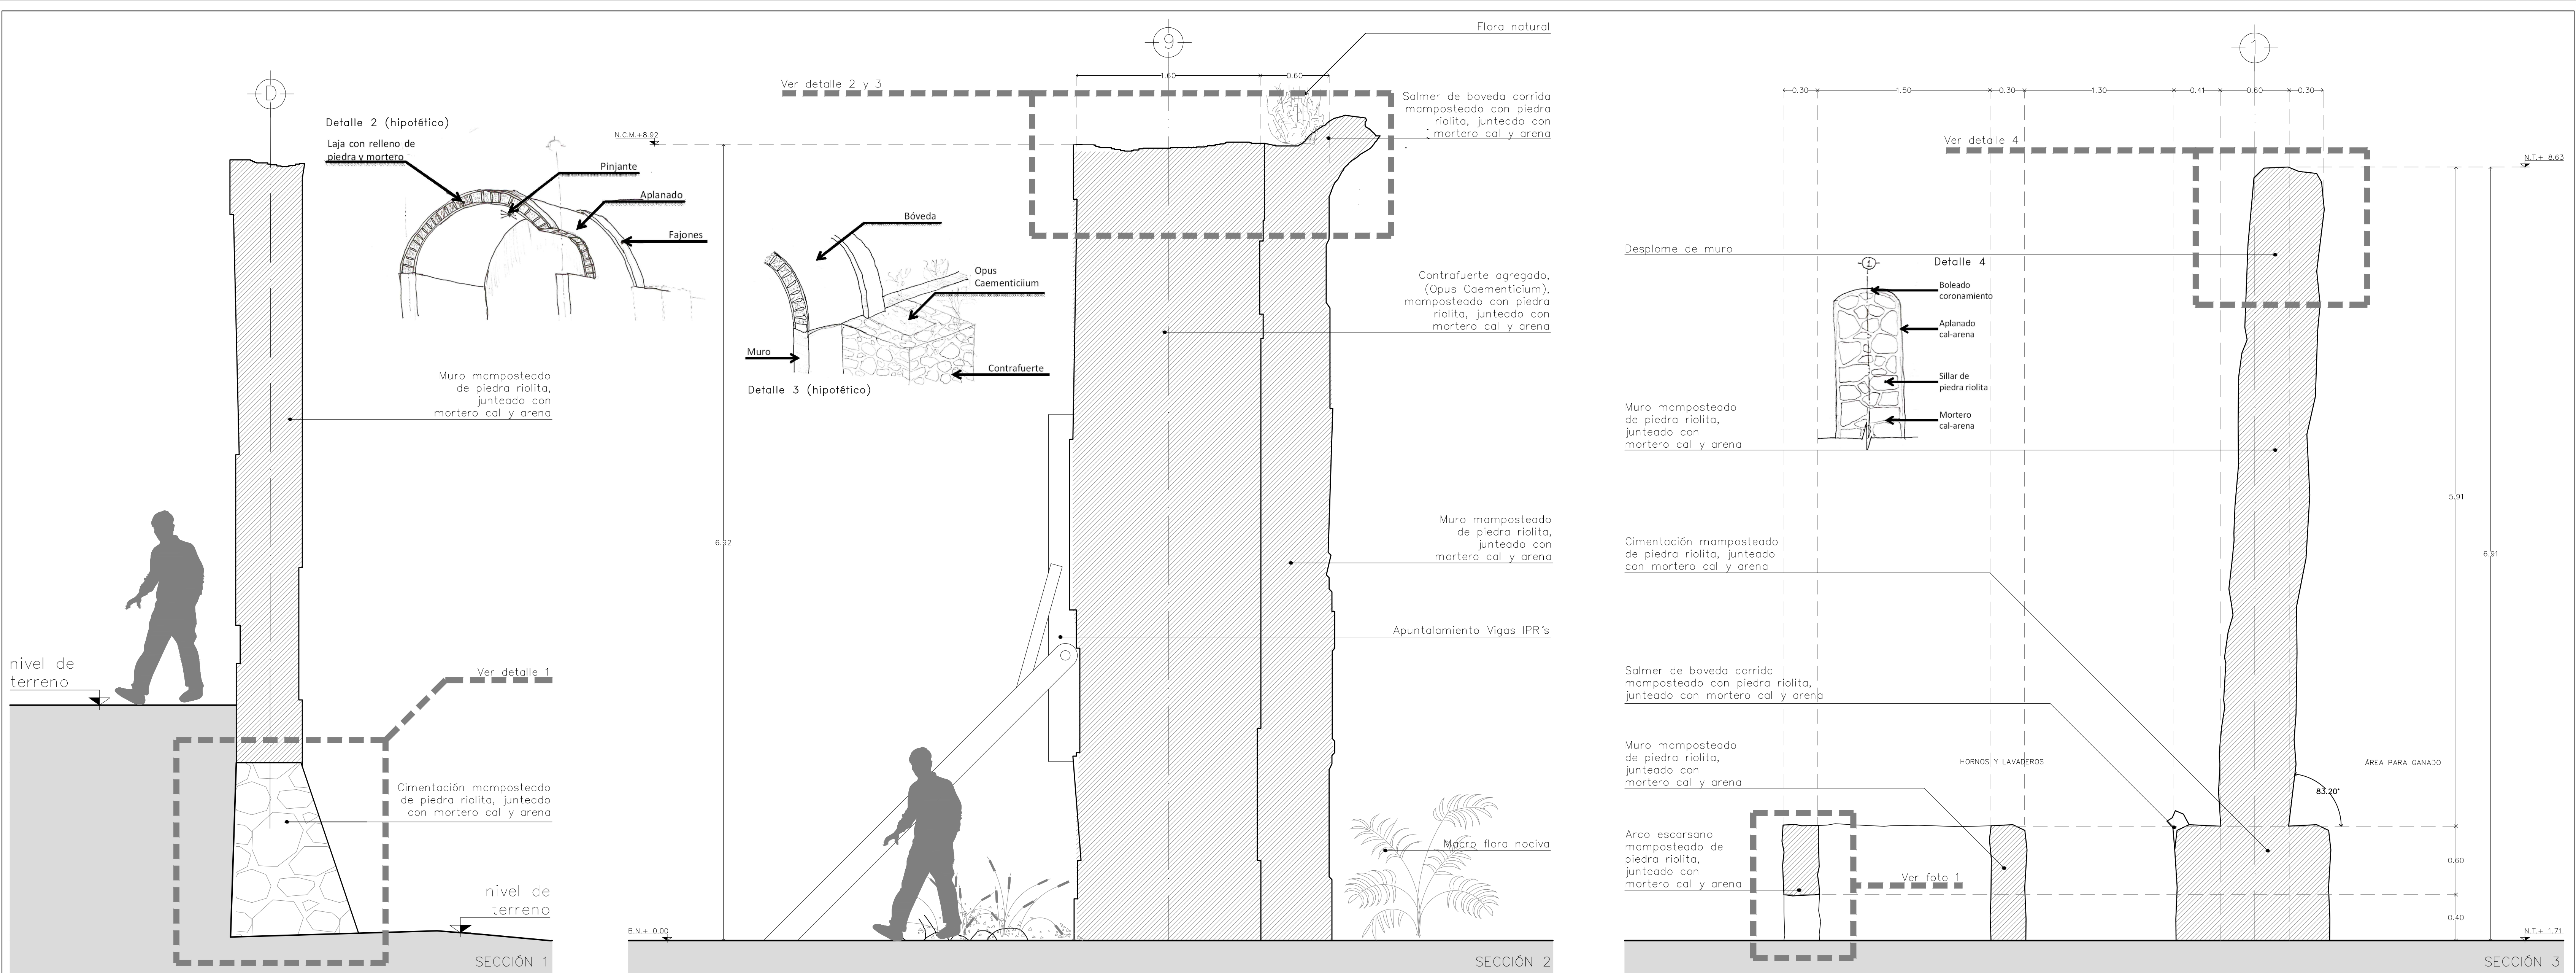 D
Detalle 2 (hipotético)
Laja con relleno de
piedra y mortero
Pinjante
Aplanado
Fajones
Muro mamposteado
de piedra riolita,
junteado con
mortero cal y arena
nivel de
terreno
Ver detalle 1
Cimentación mamposteado
de piedra riolita, junteado
con mortero cal y arena
nivel de
terreno
SECCIÓN 1
9
1.60
0.60
Flora natural
Ver detalle 2 y 3
Salmer de boveda corrida
mamposteado con piedra
riolita, junteado con
mortero cal y arena
N.C.M.+8.92
Bóveda
Opus
Caementiciium
Muro
Contrafuerte
Detalle 3 (hipotético)
Contrafuerte agregado,
(Opus Caementicium),
mamposteado con piedra
riolita, junteado con
mortero cal y arena
6.92
Muro mamposteado
de piedra riolita,
junteado con
mortero cal y arena
Apuntalamiento Vigas IPR's
Macro flora nociva
B.N.+ 0.00
SECCIÓN 2
1
0.30
1.50
0.30
1.30
0.41
0.60
0.30
Ver detalle 4
N.T.+ 8.63
Desplome de muro
1
Detalle 4
Boleado
coronamiento
Aplanado
cal-arena
Sillar de
piedra riolita
Mortero
cal-arena
Muro mamposteado
de piedra riolita,
junteado con
mortero cal y arena
5.91
6.91
Cimentación mamposteado
de piedra riolita, junteado
con mortero cal y arena
Salmer de boveda corrida
mamposteado con piedra riolita,
junteado con mortero cal y arena
Muro mamposteado
de piedra riolita,
junteado con
mortero cal y arena
HORNOS Y LAVADEROS
ÁREA PARA GANADO
83.20°
Arco escarsano
mamposteado de
piedra riolita,
junteado con
mortero cal y arena
Ver foto 1
0.60
0.40
N.T.+ 1.71
SECCIÓN 3